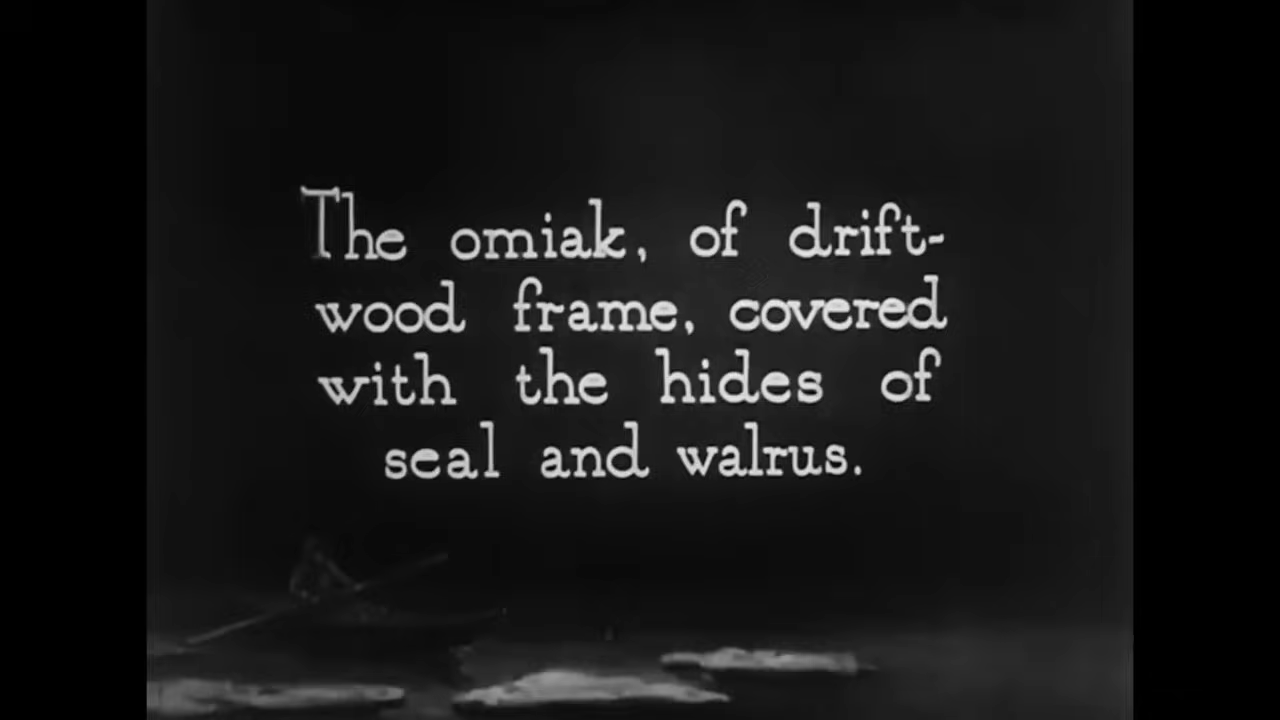 The omiak, of drift-
wood frame, covered
with the hides of
seal and walrus.